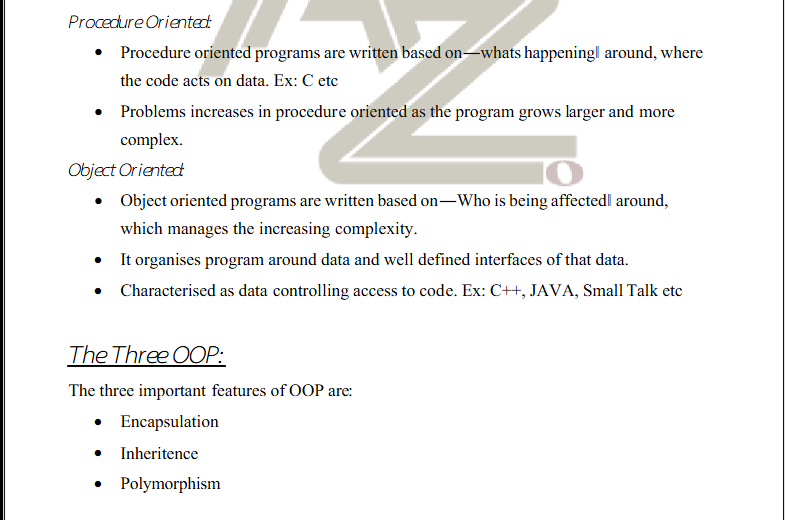 Procedure Oriented:
• Procedure oriented programs are written based on―whats happening‖ around, where
the code acts on data. Ex: C etc
• Problems increases in procedure oriented as the program grows larger and more
complex.
Object Oriented:
• Object oriented programs are written based on―Who is being affected‖ around,
which manages the increasing complexity.
• It organises program around data and well defined interfaces of that data.
• Characterised as data controlling access to code. Ex: C++, JAVA, Small Talk etc
The Three OOP:
The three important features of OOP are:
• Encapsulation
• Inheritence
• Polymorphism